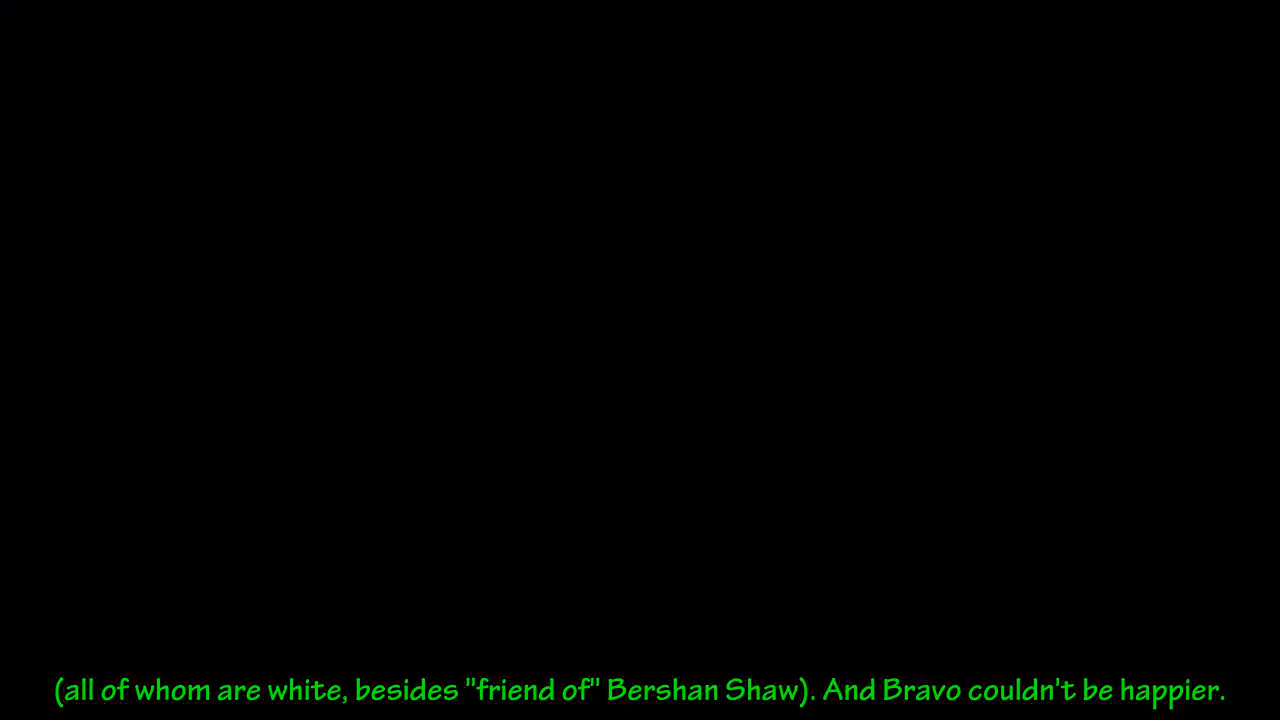 (all of whom are white, besides "friend of" Bershan Shaw). And Bravo couldn't be happier.